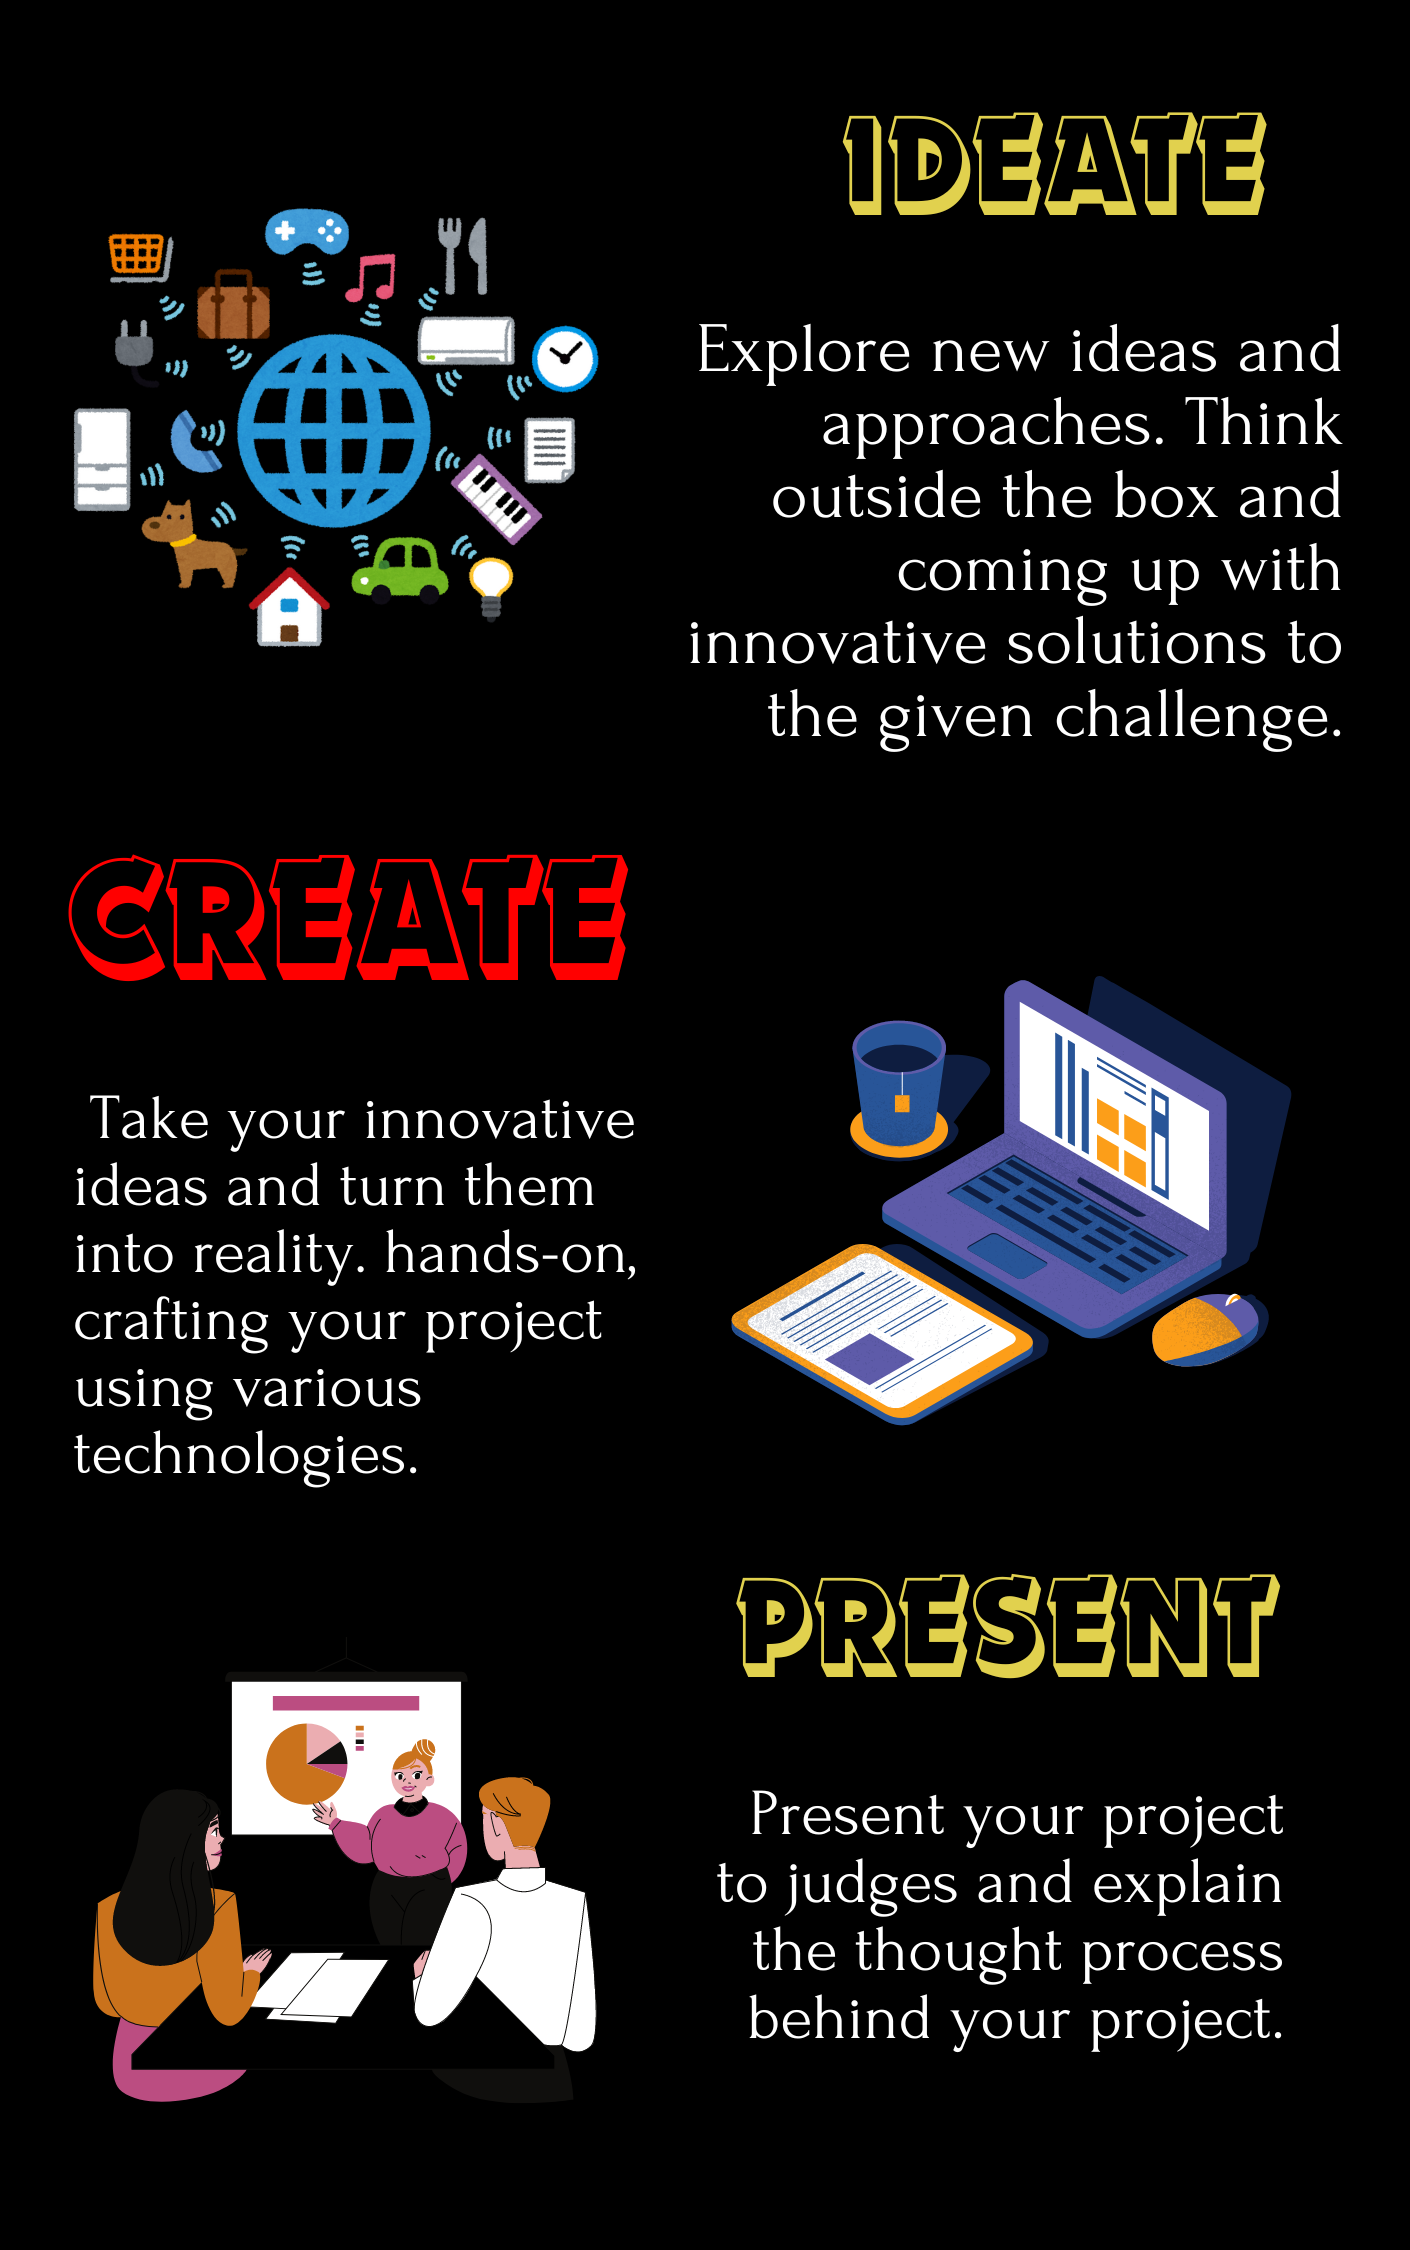 IDEATE
Explore new ideas and
approaches. Think
outside the box and
coming up with
innovative solutions to
the given challenge.
CREATE
Take your innovative
ideas and turn them
into reality. hands-on,
crafting your project
using various
technologies.
PRESENT
Present your project
to judges and explain
the thought process
behind your project.